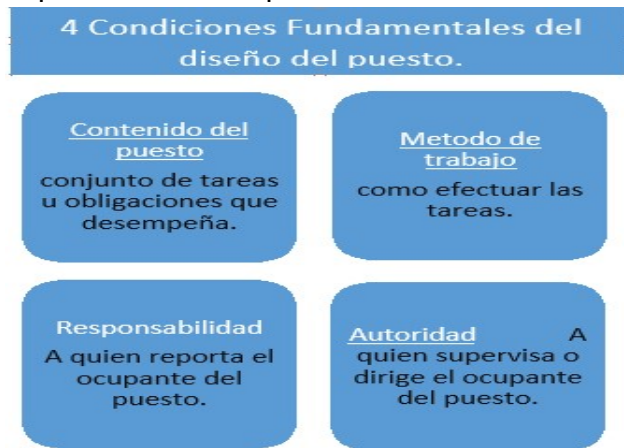 4 Condiciones Fundamentales del
diseño del puesto.
Contenido del
puesto
conjunto de tareas
u obligaciones que
desempeña.
Metodo de
trabajo
como efectuar las
tareas.
Responsabilidad
A quien reporta el
ocupante del
puesto.
Autoridad A
quien supervisa o
dirige el ocupante
del puesto.